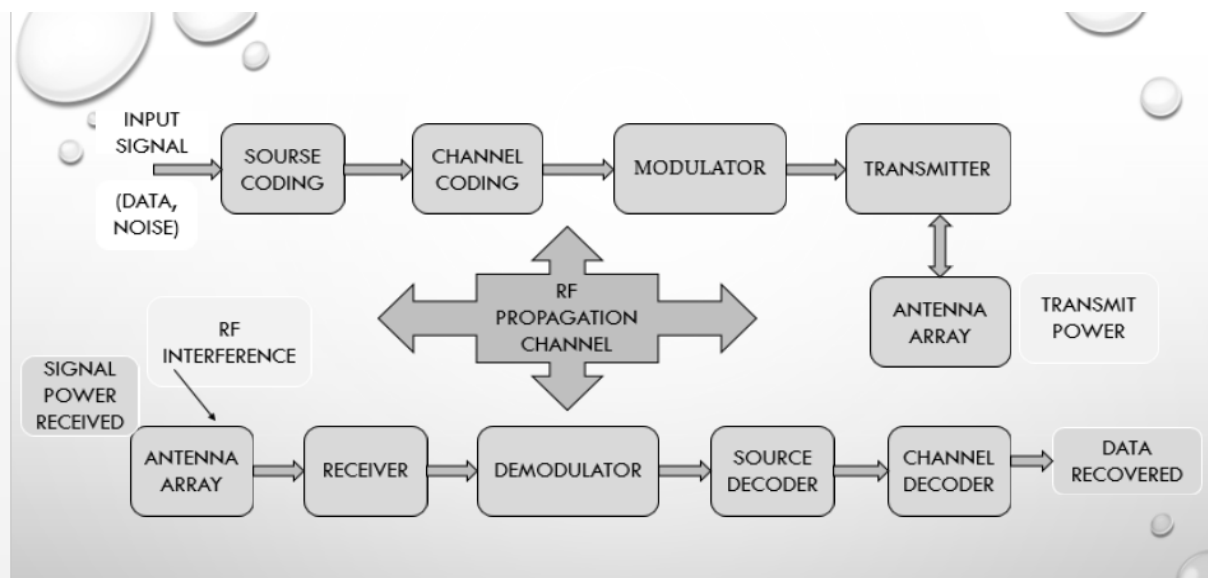 INPUT
SIGNAL
(DATA,
NOISE)
SOURSE
CODING
CHANNEL
CODING
MODULATOR
TRANSMITTER
ANTENNA
ARRAY
TRANSMIT
POWER
RF
PROPAGATION
CHANNEL
RF
INTERFERENCE
SIGNAL
POWER
RECEIVED
ANTENNA
ARRAY
RECEIVER
DEMODULATOR
SOURCE
DECODER
CHANNEL
DECODER
DATA
RECOVERED